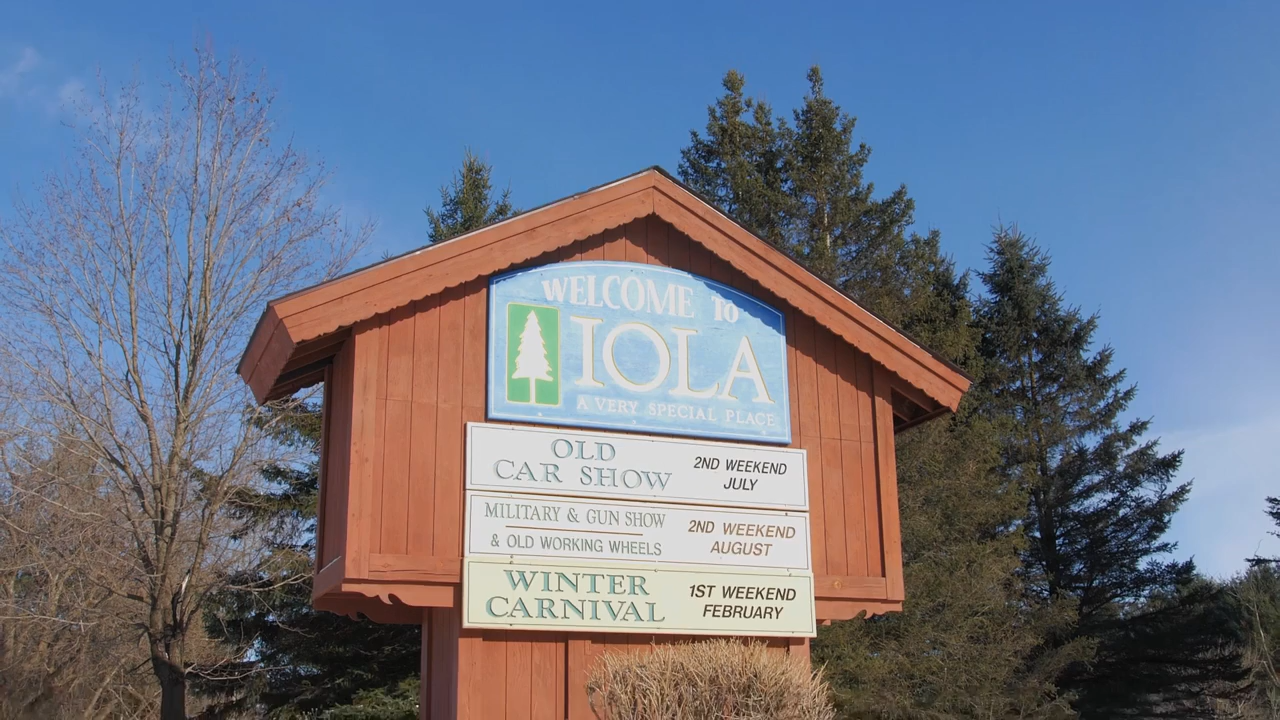 WELCOME To
IOLA
A VERY SPECIAL PLACE
OLD
CAR SHOW
2ND WEEKEND
JULY
MILITARY & GUN SHOW
& OLD WORKING WHEELS
2ND WEEKEND
AUGUST
WINTER
CARNIVAL
1ST WEEKEND
FEBRUARY